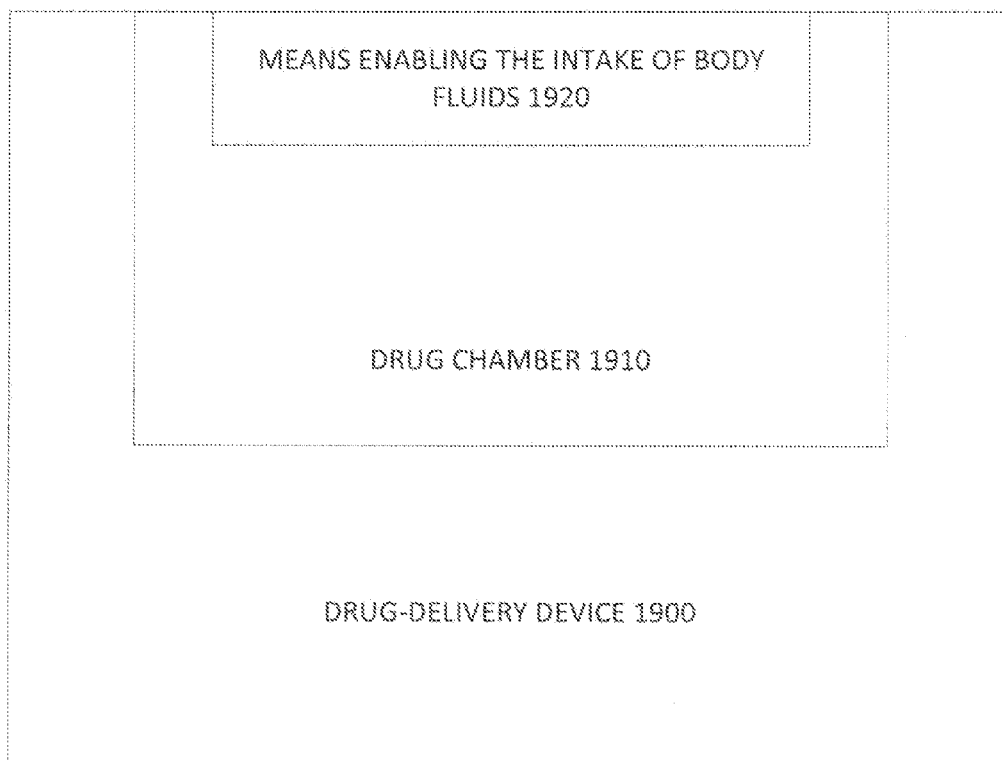 MEANS ENABLING THE INTAKE OF BODY
FLUIDS 1920
DRUG CHAMBER 1910
DRUG-DELIVERY DEVICE 1900